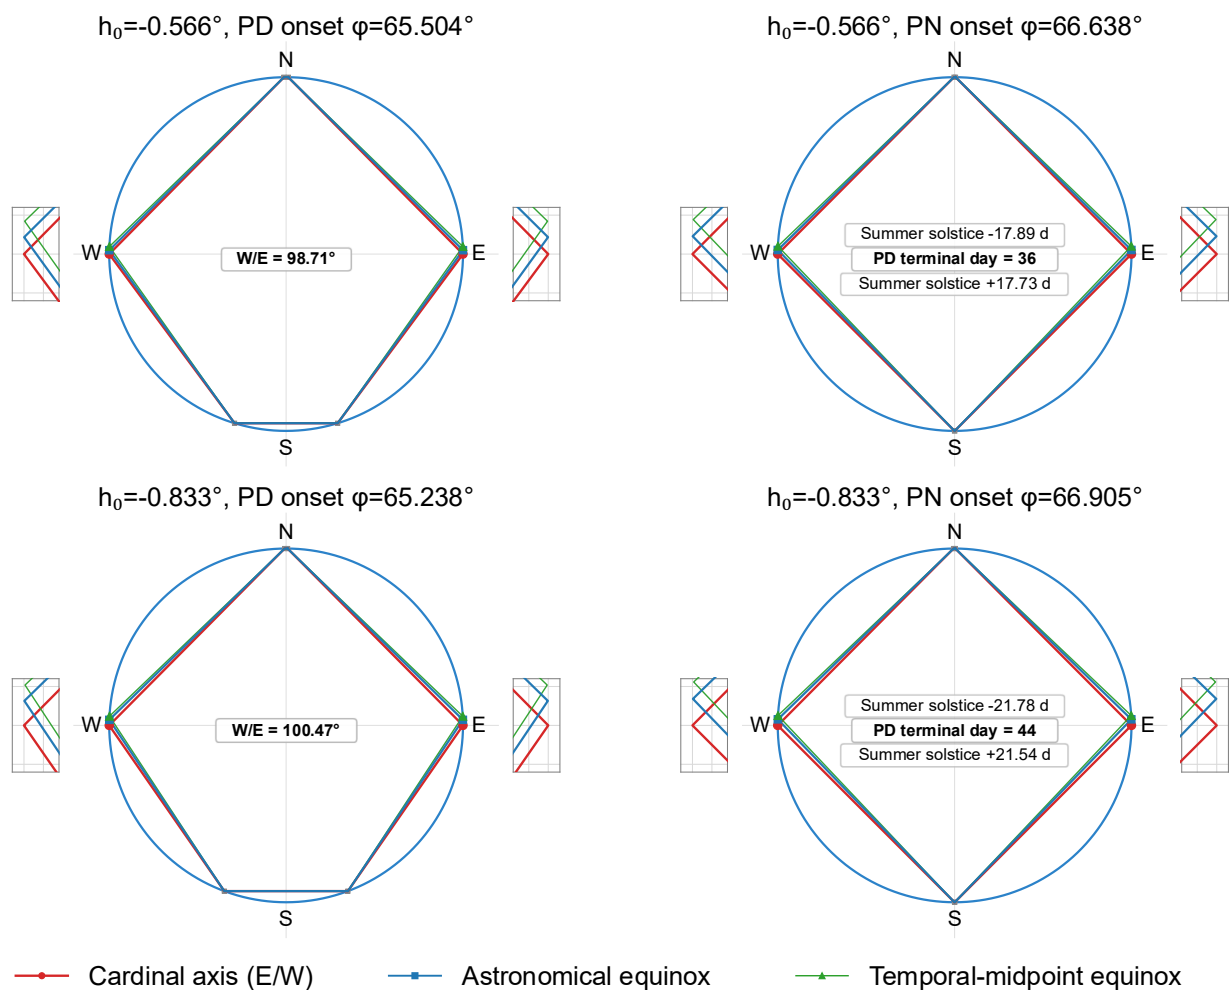 h₀=-0.566°, PD onset φ=65.504°
N
W
E
W/E = 98.71°
S
h₀=-0.566°, PN onset φ=66.638°
N
Summer solstice -17.89 d
W
PD terminal day = 36
E
Summer solstice +17.73 d
S
h₀=-0.833°, PD onset φ=65.238°
N
W
E
W/E = 100.47°
S
h₀=-0.833°, PN onset φ=66.905°
N
Summer solstice -21.78 d
W
PD terminal day = 44
E
Summer solstice +21.54 d
S
Cardinal axis (E/W)
Astronomical equinox
Temporal-midpoint equinox